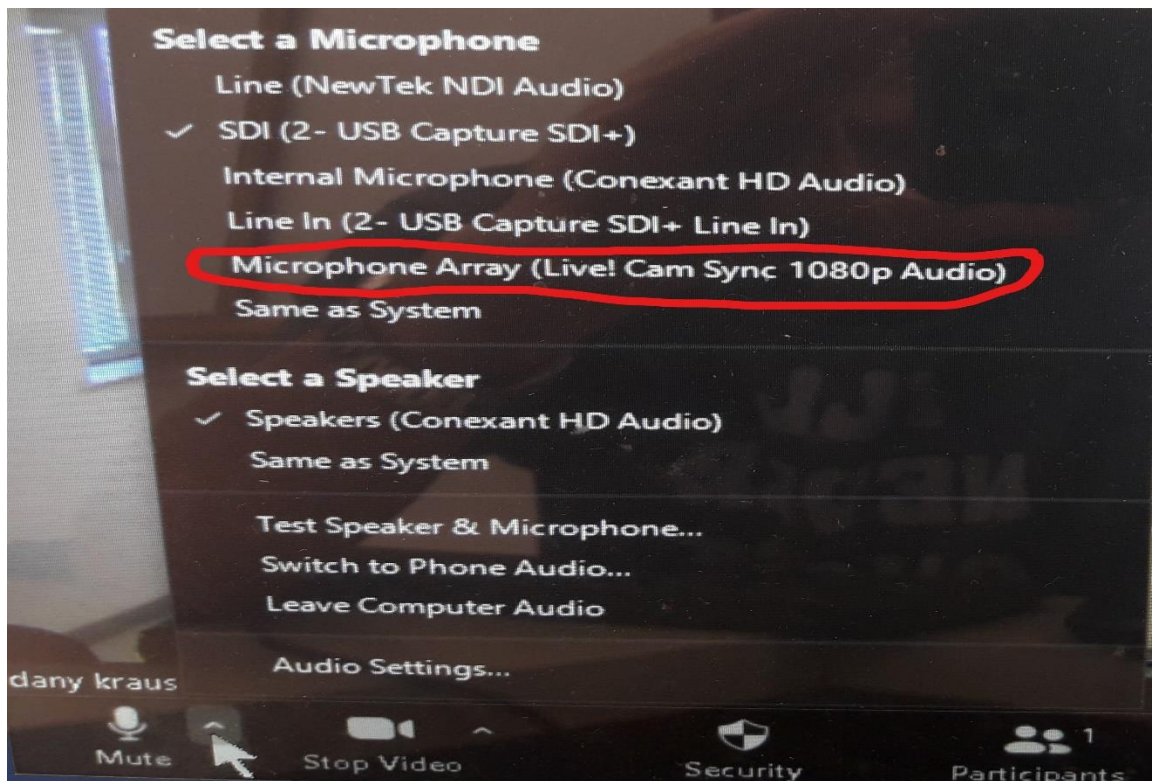 Select a Microphone
Line (NewTek NDI Audio)
SDI (2- USB Capture SDI+)
Internal Microphone (Conexant HD Audio)
Line In (2- USB Capture SDI+ Line In)
Microphone Array (Live! Cam Sync 1080p Audio)
Same as System
Select a Speaker
Speakers (Conexant HD Audio)
Same as System
Test Speaker & Microphone...
Switch to Phone Audio...
Leave Computer Audio
Audio Settings...
dany kraus
Mute
Stop Video
Security
1
Participants